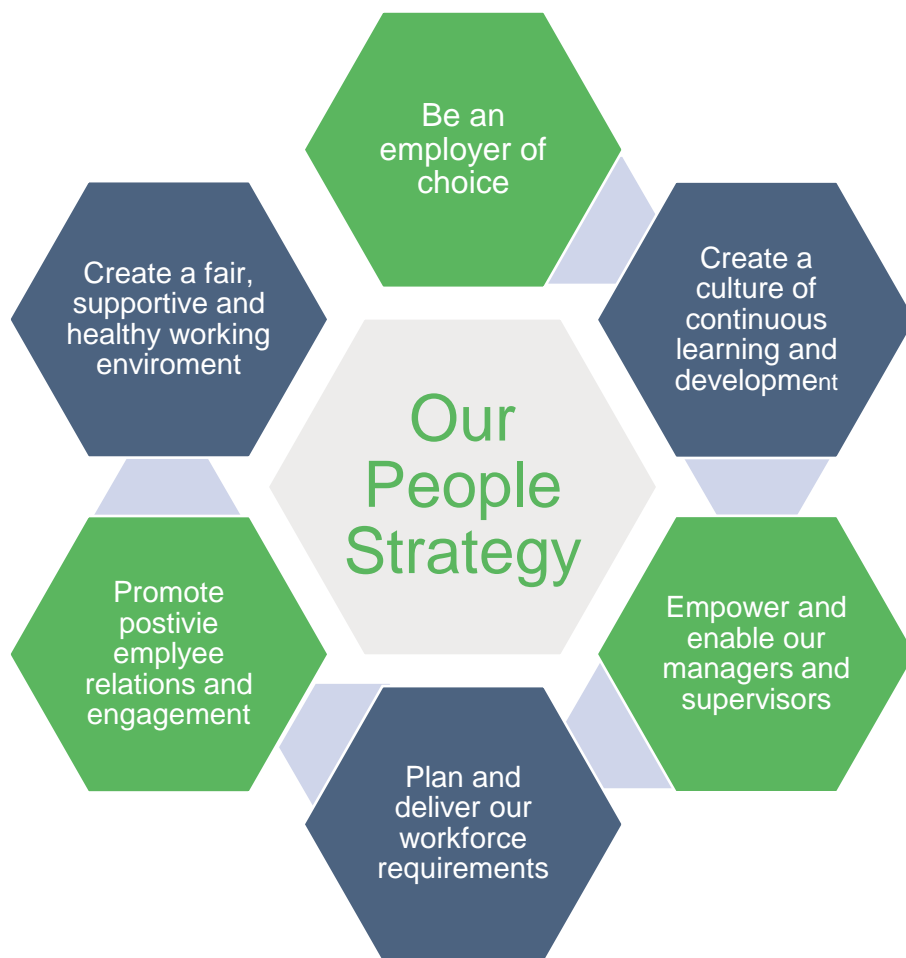 Be an
employer of
choice
Create a
culture of
continuous
learning and
development
Empower and
enable our
managers and
supervisors
Plan and
deliver our
workforce
requirements
Promote
postivie
emplyee
relations and
engagement
Create a fair,
supportive and
healthy working
enviroment
Our
People
Strategy